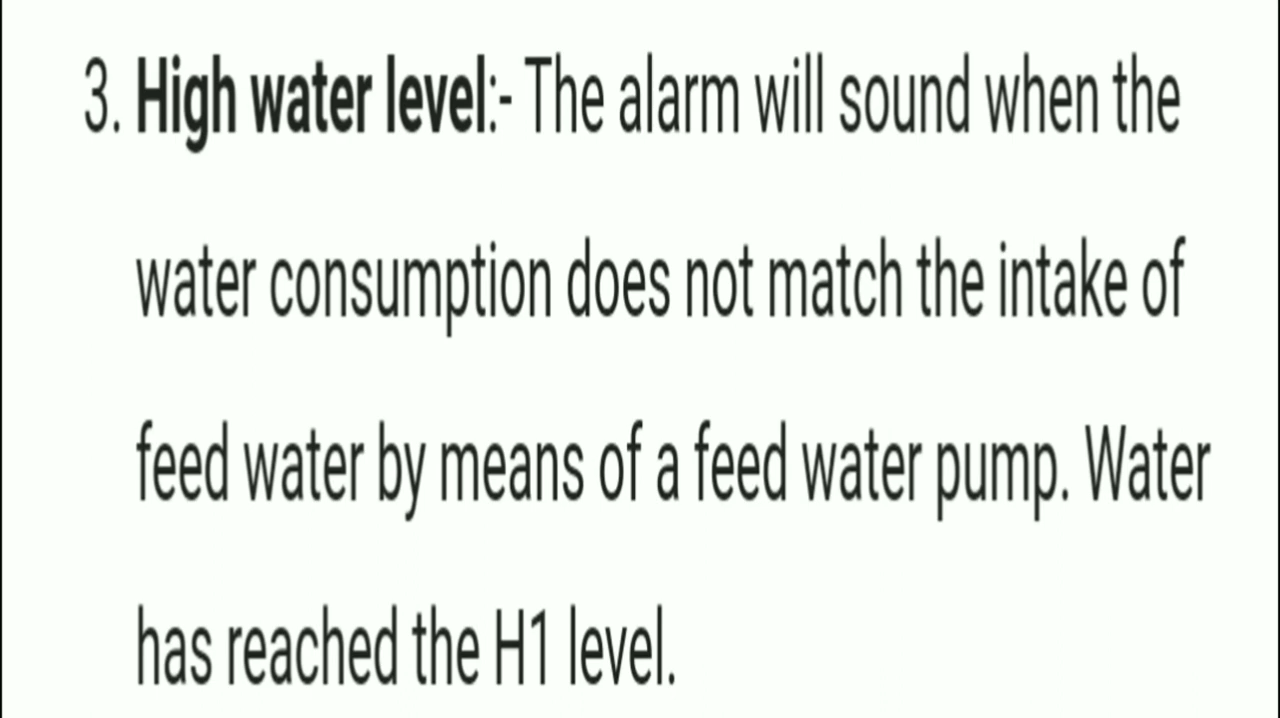 3. High water level:- The alarm will sound when the
water consumption does not match the intake of
feed water by means of a feed water pump. Water
has reached the H1 level.